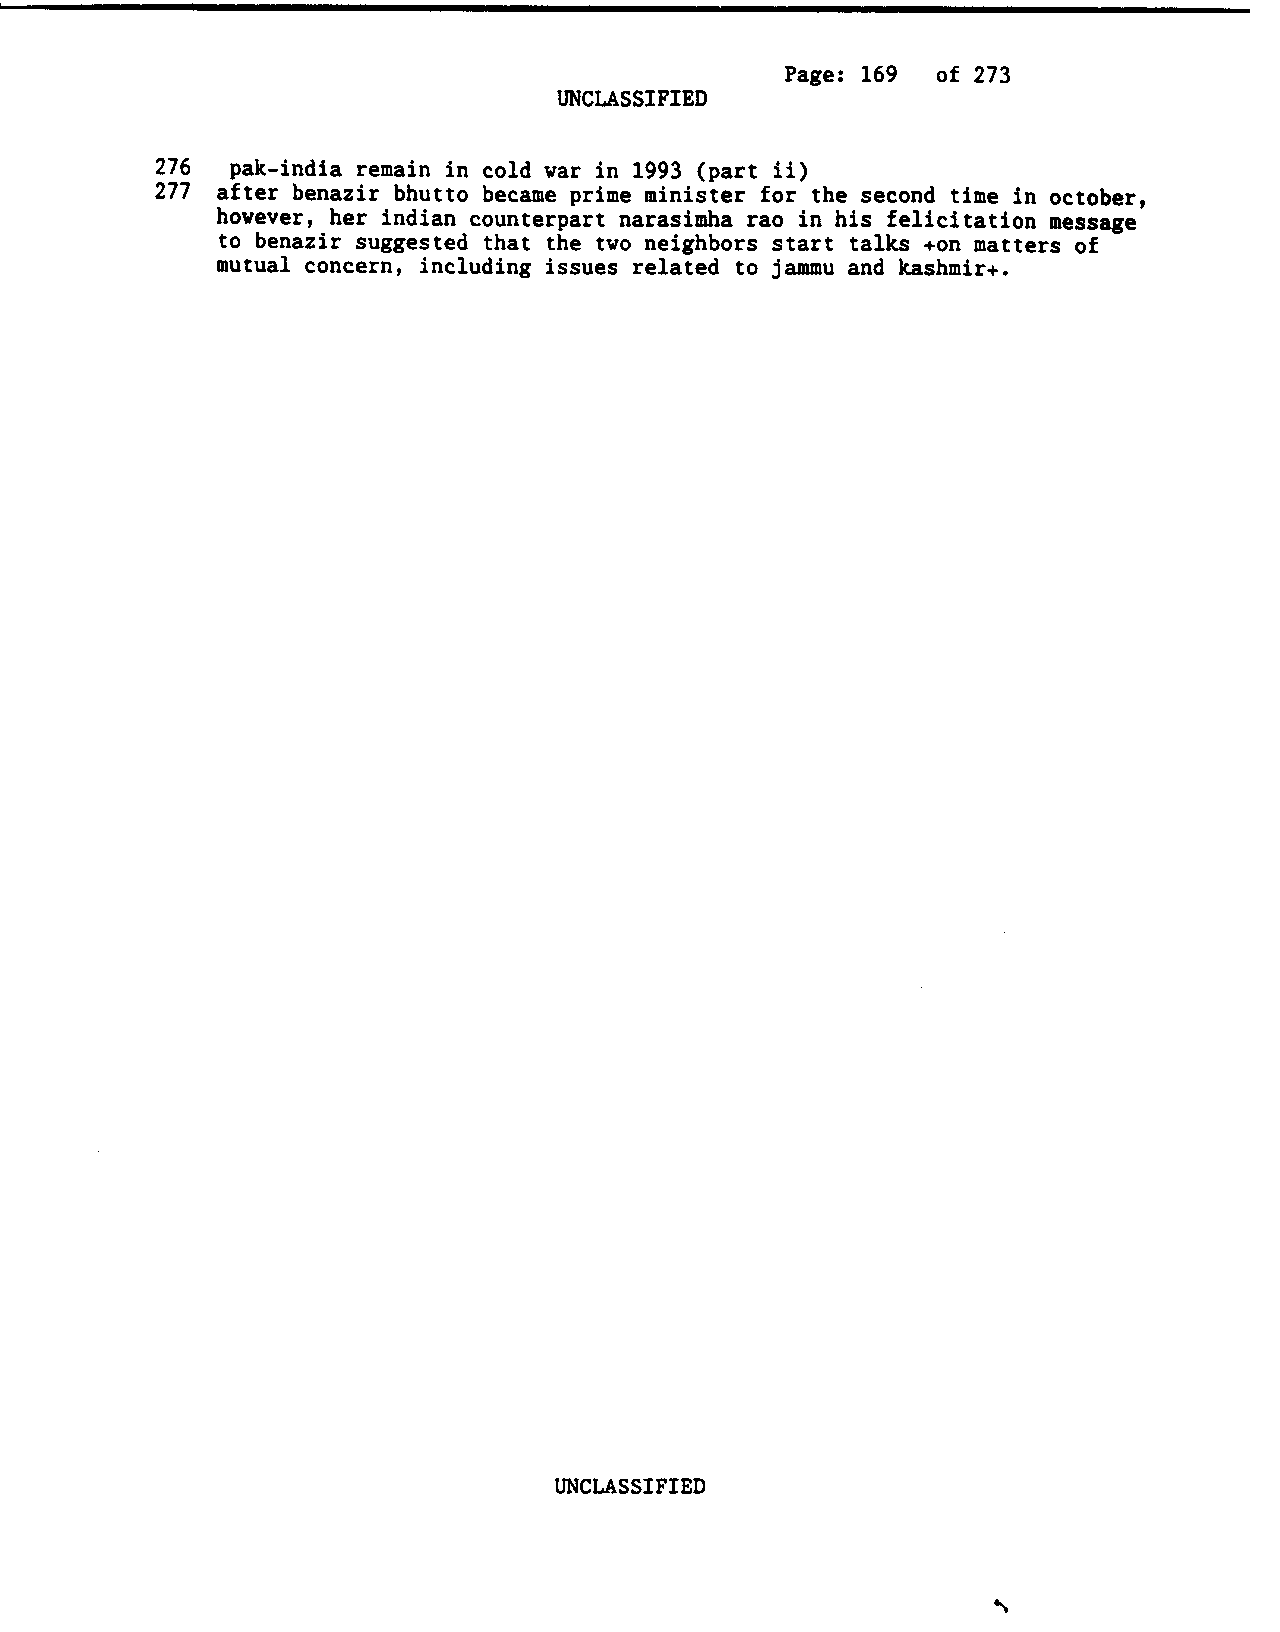 Page: 169 of 273
UNCLASSIFIED
276 pak-india remain in cold war in 1993 (part ii)
277 after benazir bhutto became prime minister for the second time in october,
however, her indian counterpart narasimha rao in his felicitation message
to benazir suggested that the two neighbors start talks +on matters of
mutual concern, including issues related to jammu and kashmir+.
UNCLASSIFIED